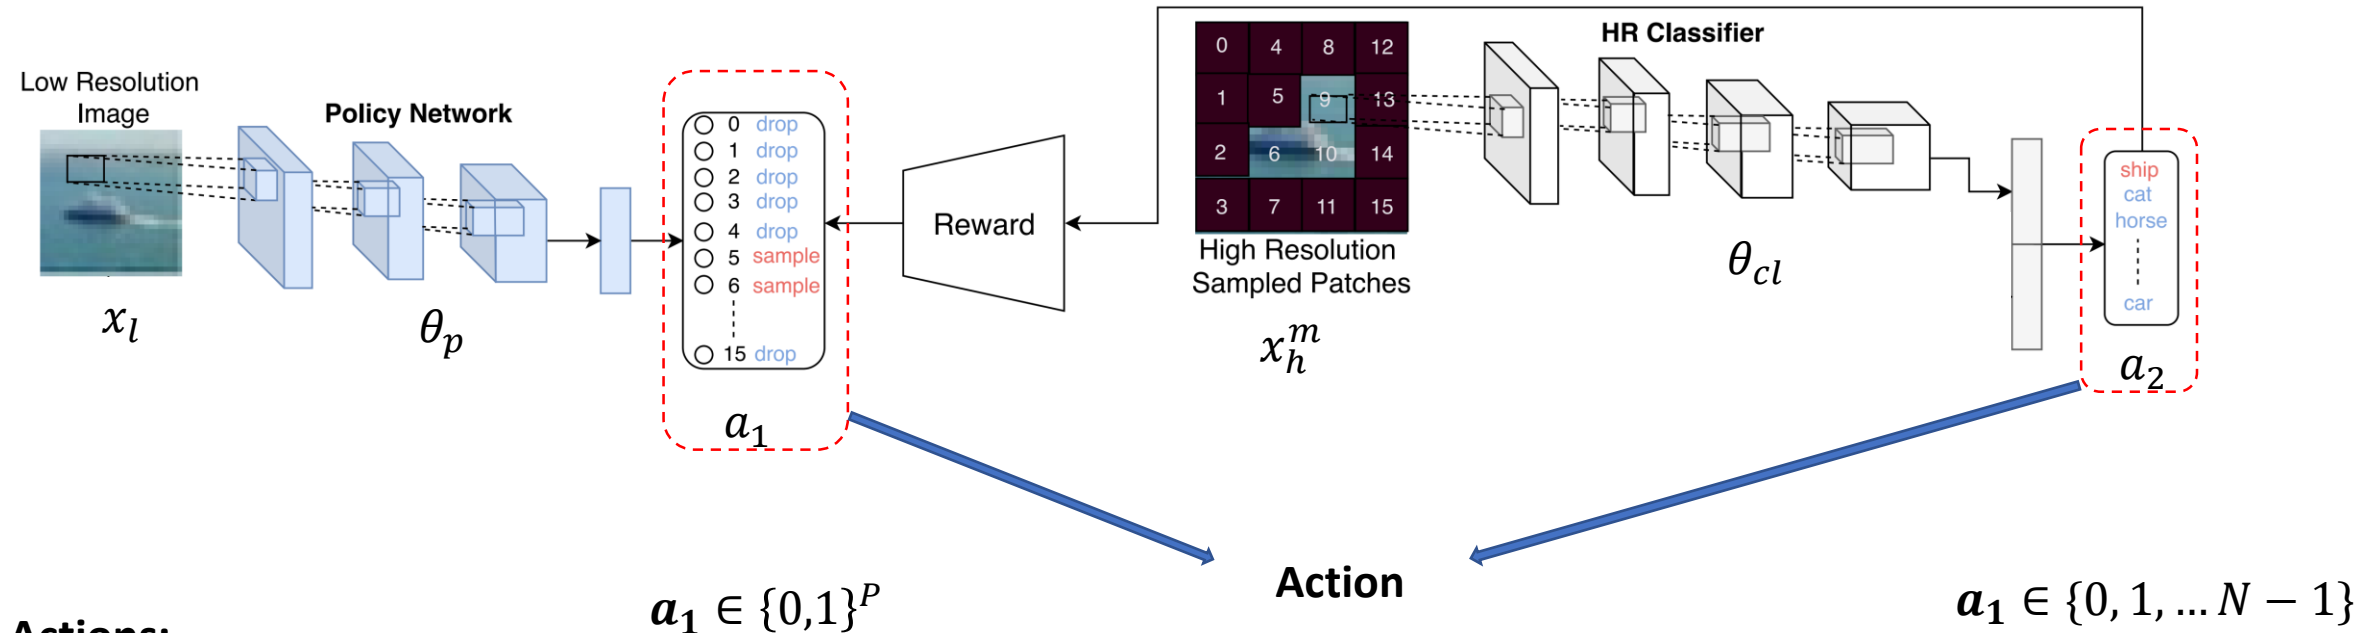 Low Resolution
Image
x_l
Policy Network
θ_p
0 drop
1 drop
2 drop
3 drop
4 drop
5 sample
6 sample
15 drop
a_1
Reward
0 4 8 12
1 5 9 13
2 6 10 14
3 7 11 15
High Resolution
Sampled Patches
x_h^m
HR Classifier
θ_cl
ship
cat
horse
car
a_2
Action
Actions:
a_1 ∈ {0,1}^P
a_1 ∈ {0, 1, … N − 1}